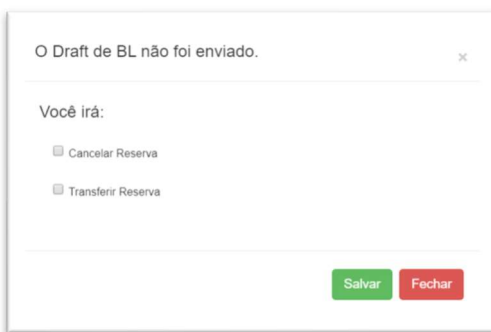 O Draft de BL não foi enviado.
×
Você irá:
Cancelar Reserva
Transferir Reserva
Salvar Fechar